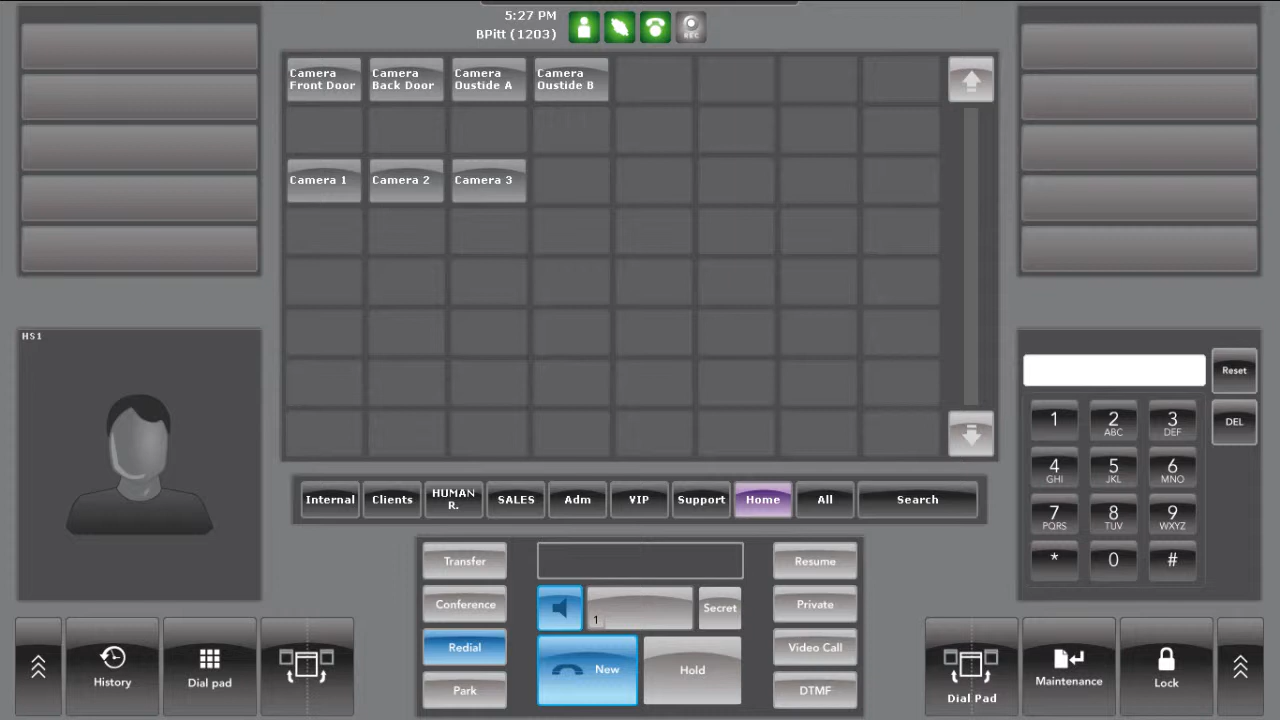 5:27 PM
BPitt (1203)
REC
Camera
Front Door
Camera
Back Door
Camera
Oustide A
Camera
Oustide B
Camera 1
Camera 2
Camera 3
HS1
Reset
DEL
1
2
ABC
3
DEF
4
GHI
5
JKL
6
MNO
7
PQRS
8
TUV
9
WXYZ
*
0
#
Internal
Clients
HUMAN
R.
SALES
Adm
VIP
Support
Home
All
Search
Transfer
Conference
Redial
Park
1
Secret
New
Hold
Resume
Private
Video Call
DTMF
History
Dial pad
Dial Pad
Maintenance
Lock